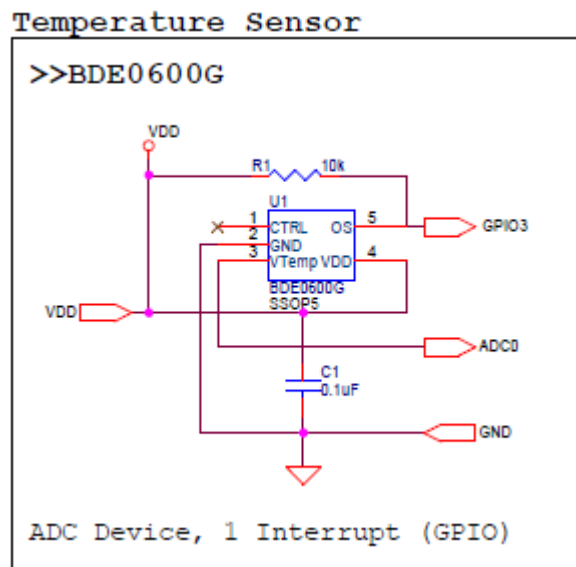 Temperature Sensor
>>BDE0600G
VDD
R1 10k
U1
1 CTRL OS 5 GPIO3
2 GND
3 VTemp VDD 4
BDE0600G
SSOP5
VDD
ADC0
C1
0.1uF
GND
ADC Device, 1 Interrupt (GPIO)